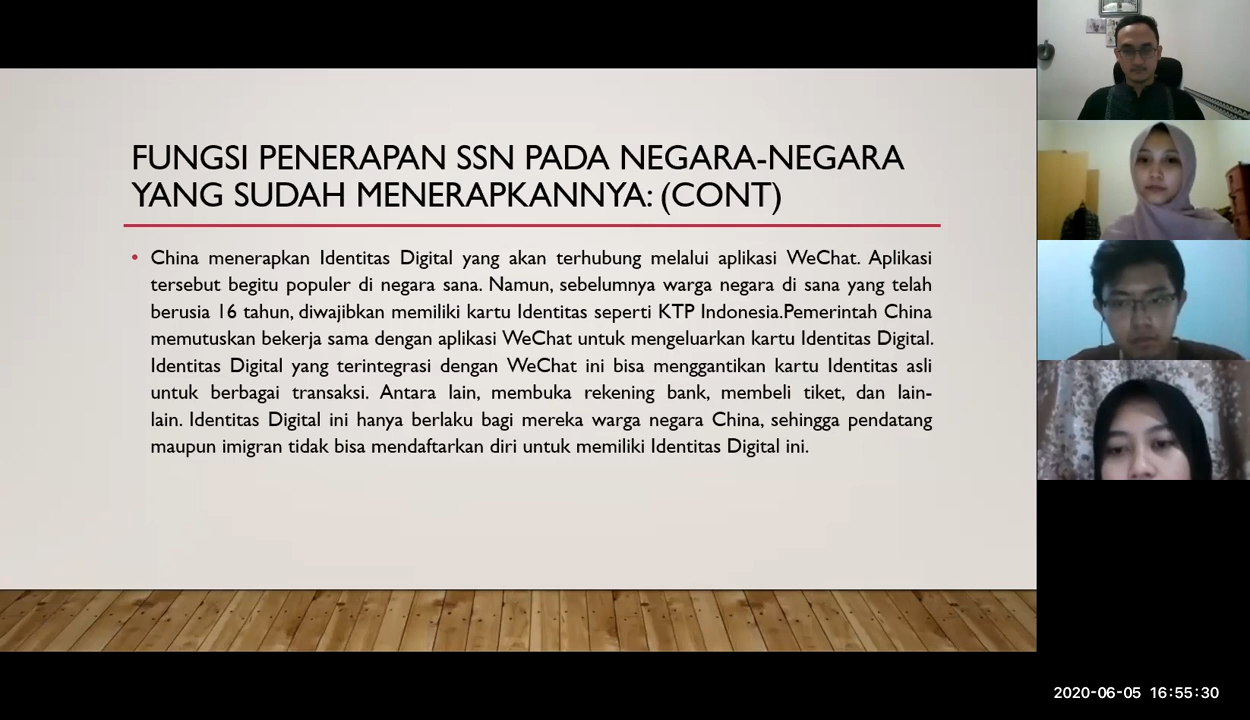 FUNGSI PENERAPAN SSN PADA NEGARA-NEGARA
YANG SUDAH MENERAPKANNYA: (CONT)
• China menerapkan Identitas Digital yang akan terhubung melalui aplikasi WeChat. Aplikasi
tersebut begitu populer di negara sana. Namun, sebelumnya warga negara di sana yang telah
berusia 16 tahun, diwajibkan memiliki kartu Identitas seperti KTP Indonesia.Pemerintah China
memutuskan bekerja sama dengan aplikasi WeChat untuk mengeluarkan kartu Identitas Digital.
Identitas Digital yang terintegrasi dengan WeChat ini bisa menggantikan kartu Identitas asli
untuk berbagai transaksi. Antara lain, membuka rekening bank, membeli tiket, dan lain-
lain. Identitas Digital ini hanya berlaku bagi mereka warga negara China, sehingga pendatang
maupun imigran tidak bisa mendaftarkan diri untuk memiliki Identitas Digital ini.
2020-06-05 16:55:30